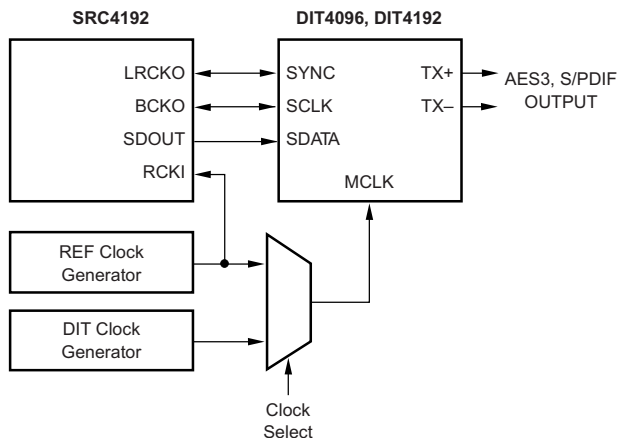 SRC4192
DIT4096, DIT4192
LRCKO
SYNC
TX+
AES3, S/PDIF
OUTPUT
BCKO
SCLK
TX–
SDOUT
SDATA
RCKI
MCLK
REF Clock
Generator
DIT Clock
Generator
Clock
Select